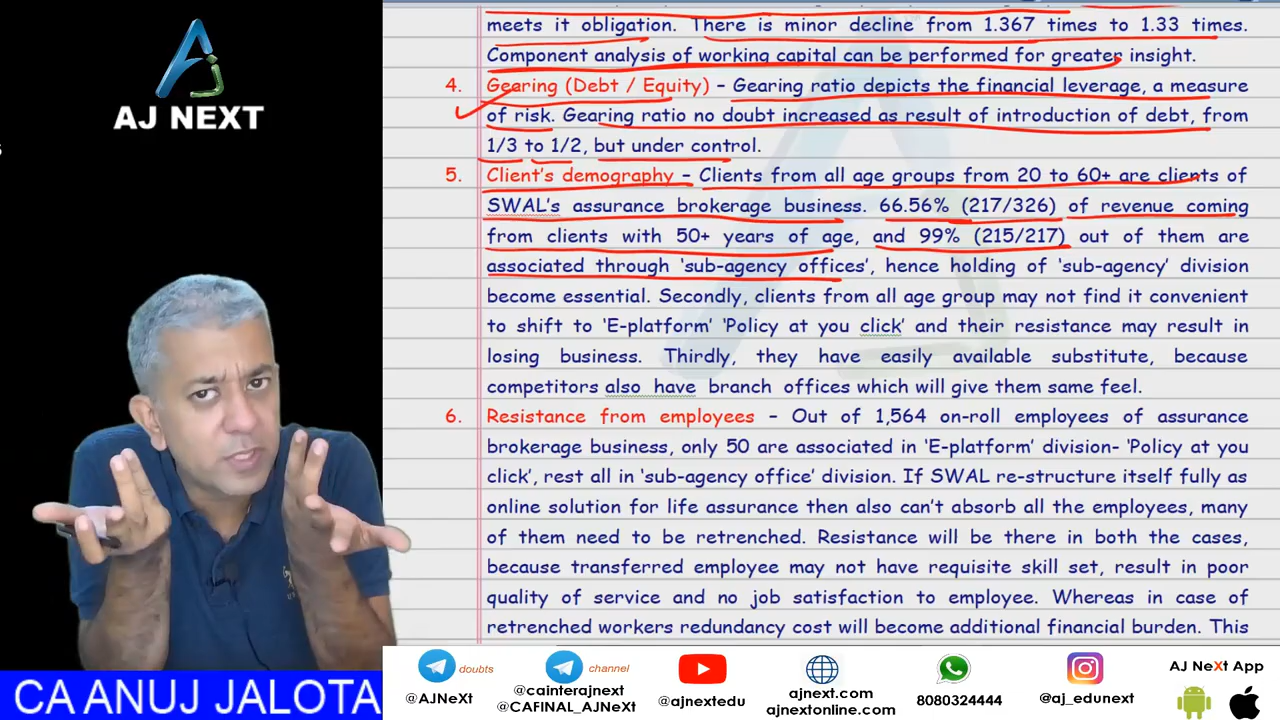 AJ NEXT
meets it obligation. There is minor decline from 1.367 times to 1.33 times.
Component analysis of working capital can be performed for greater insight.
4. Gearing (Debt / Equity) – Gearing ratio depicts the financial leverage, a measure
of risk. Gearing ratio no doubt increased as result of introduction of debt, from
1/3 to 1/2, but under control.
5. Client's demography – Clients from all age groups from 20 to 60+ are clients of
SWAL's assurance brokerage business. 66.56% (217/326) of revenue coming
from clients with 50+ years of age, and 99% (215/217) out of them are
associated through 'sub-agency offices', hence holding of 'sub-agency' division
become essential. Secondly, clients from all age group may not find it convenient
to shift to 'E-platform' 'Policy at you click' and their resistance may result in
losing business. Thirdly, they have easily available substitute, because
competitors also have branch offices which will give them same feel.
6. Resistance from employees – Out of 1,564 on-roll employees of assurance
brokerage business, only 50 are associated in 'E-platform' division- 'Policy at you
click', rest all in 'sub-agency office' division. If SWAL re-structure itself fully as
online solution for life assurance then also can't absorb all the employees, many
of them need to be retrenched. Resistance will be there in both the cases,
because transferred employee may not have requisite skill set, result in poor
quality of service and no job satisfaction to employee. Whereas in case of
retrenched workers redundancy cost will become additional financial burden. This
CA ANUJ JALOTA
doubts
@AJNeXt
channel
@cainterajnext
@CAFINAL_AJNeXt
@ajnextedu
ajnext.com
ajnextonline.com
8080324444
@aj_edunext
AJ NeXt App